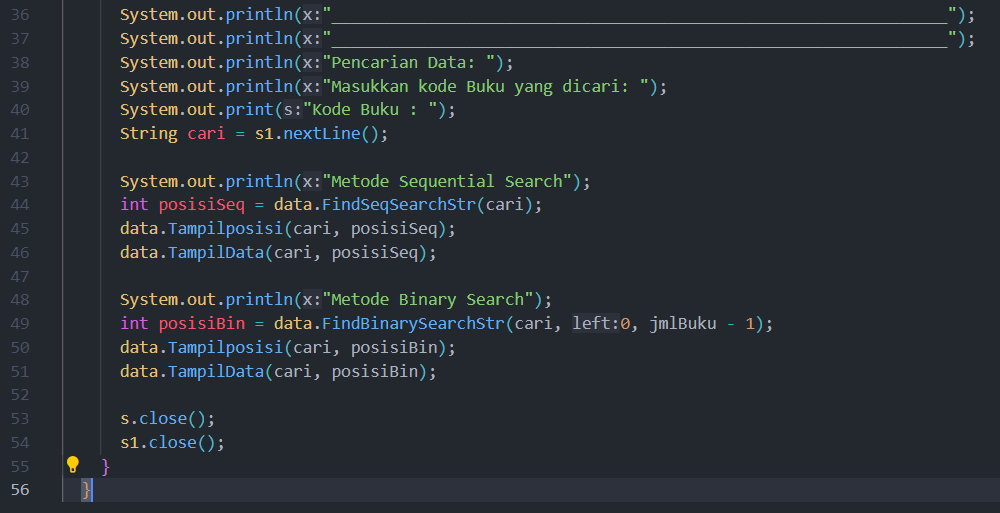 36 System.out.println(x:"________________________________________________________________");
37 System.out.println(x:"________________________________________________________________");
38 System.out.println(x:"Pencarian Data: ");
39 System.out.println(x:"Masukkan kode Buku yang dicari: ");
40 System.out.print(s:"Kode Buku : ");
41 String cari = s1.nextLine();
42
43 System.out.println(x:"Metode Sequential Search");
44 int posisiSeq = data.FindSeqSearchStr(cari);
45 data.Tampilposisi(cari, posisiSeq);
46 data.TampilData(cari, posisiSeq);
47
48 System.out.println(x:"Metode Binary Search");
49 int posisiBin = data.FindBinarySearchStr(cari, left:0, jmlBuku - 1);
50 data.Tampilposisi(cari, posisiBin);
51 data.TampilData(cari, posisiBin);
52
53 s.close();
54 s1.close();
55 }
56 }